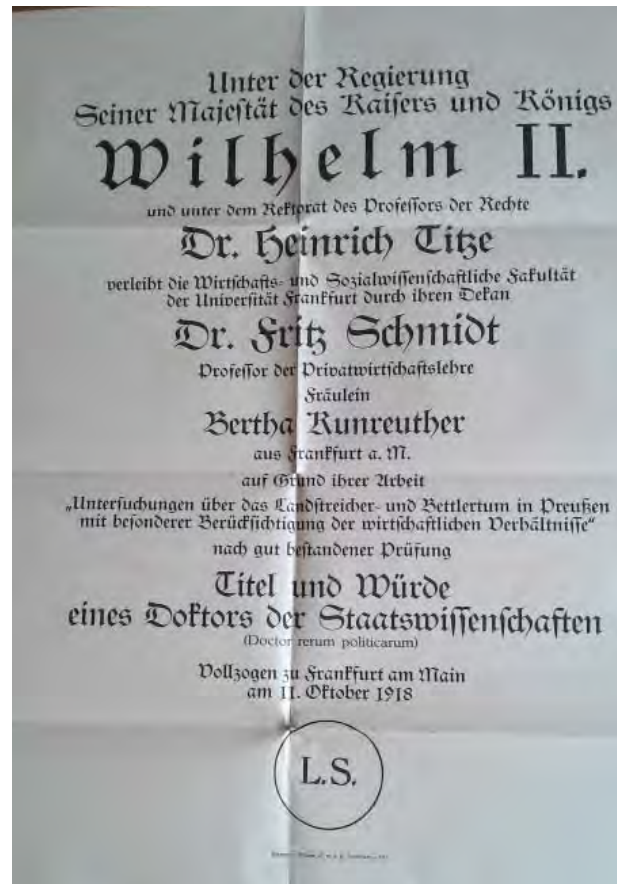 Unter der Regierung
Seiner Majestät des Kaisers und Königs
Wilhelm II.
und unter dem Rektorat des Professors der Rechte
Dr. Heinrich Titze
verleiht die Wirtschafts- und Sozialwissenschaftliche Fakultät
der Universität Frankfurt durch ihren Dekan
Dr. Fritz Schmidt
Professor der Privatwirtschaftslehre
Fräulein
Bertha Kunreuther
aus Frankfurt a. M.
auf Grund ihrer Arbeit
„Untersuchungen über das Landstreicher- und Bettlertum in Preußen
mit besonderer Berücksichtigung der wirtschaftlichen Verhältnisse“
nach gut bestandener Prüfung
Titel und Würde
eines Doktors der Staatswissenschaften
(Doctor rerum politicarum)
Vollzogen zu Frankfurt am Main
am 11. Oktober 1918
L.S.